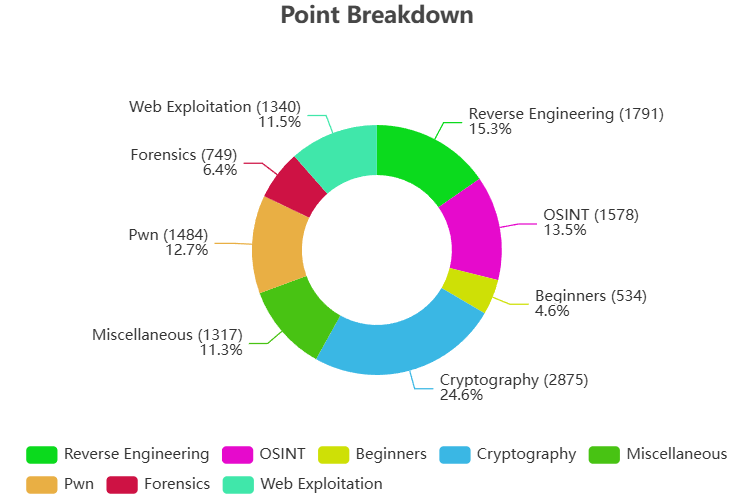 Point Breakdown
Web Exploitation (1340)
11.5%
Reverse Engineering (1791)
15.3%
Forensics (749)
6.4%
OSINT (1578)
13.5%
Pwn (1484)
12.7%
Beginners (534)
4.6%
Miscellaneous (1317)
11.3%
Cryptography (2875)
24.6%
Reverse Engineering OSINT Beginners Cryptography Miscellaneous
Pwn Forensics Web Exploitation